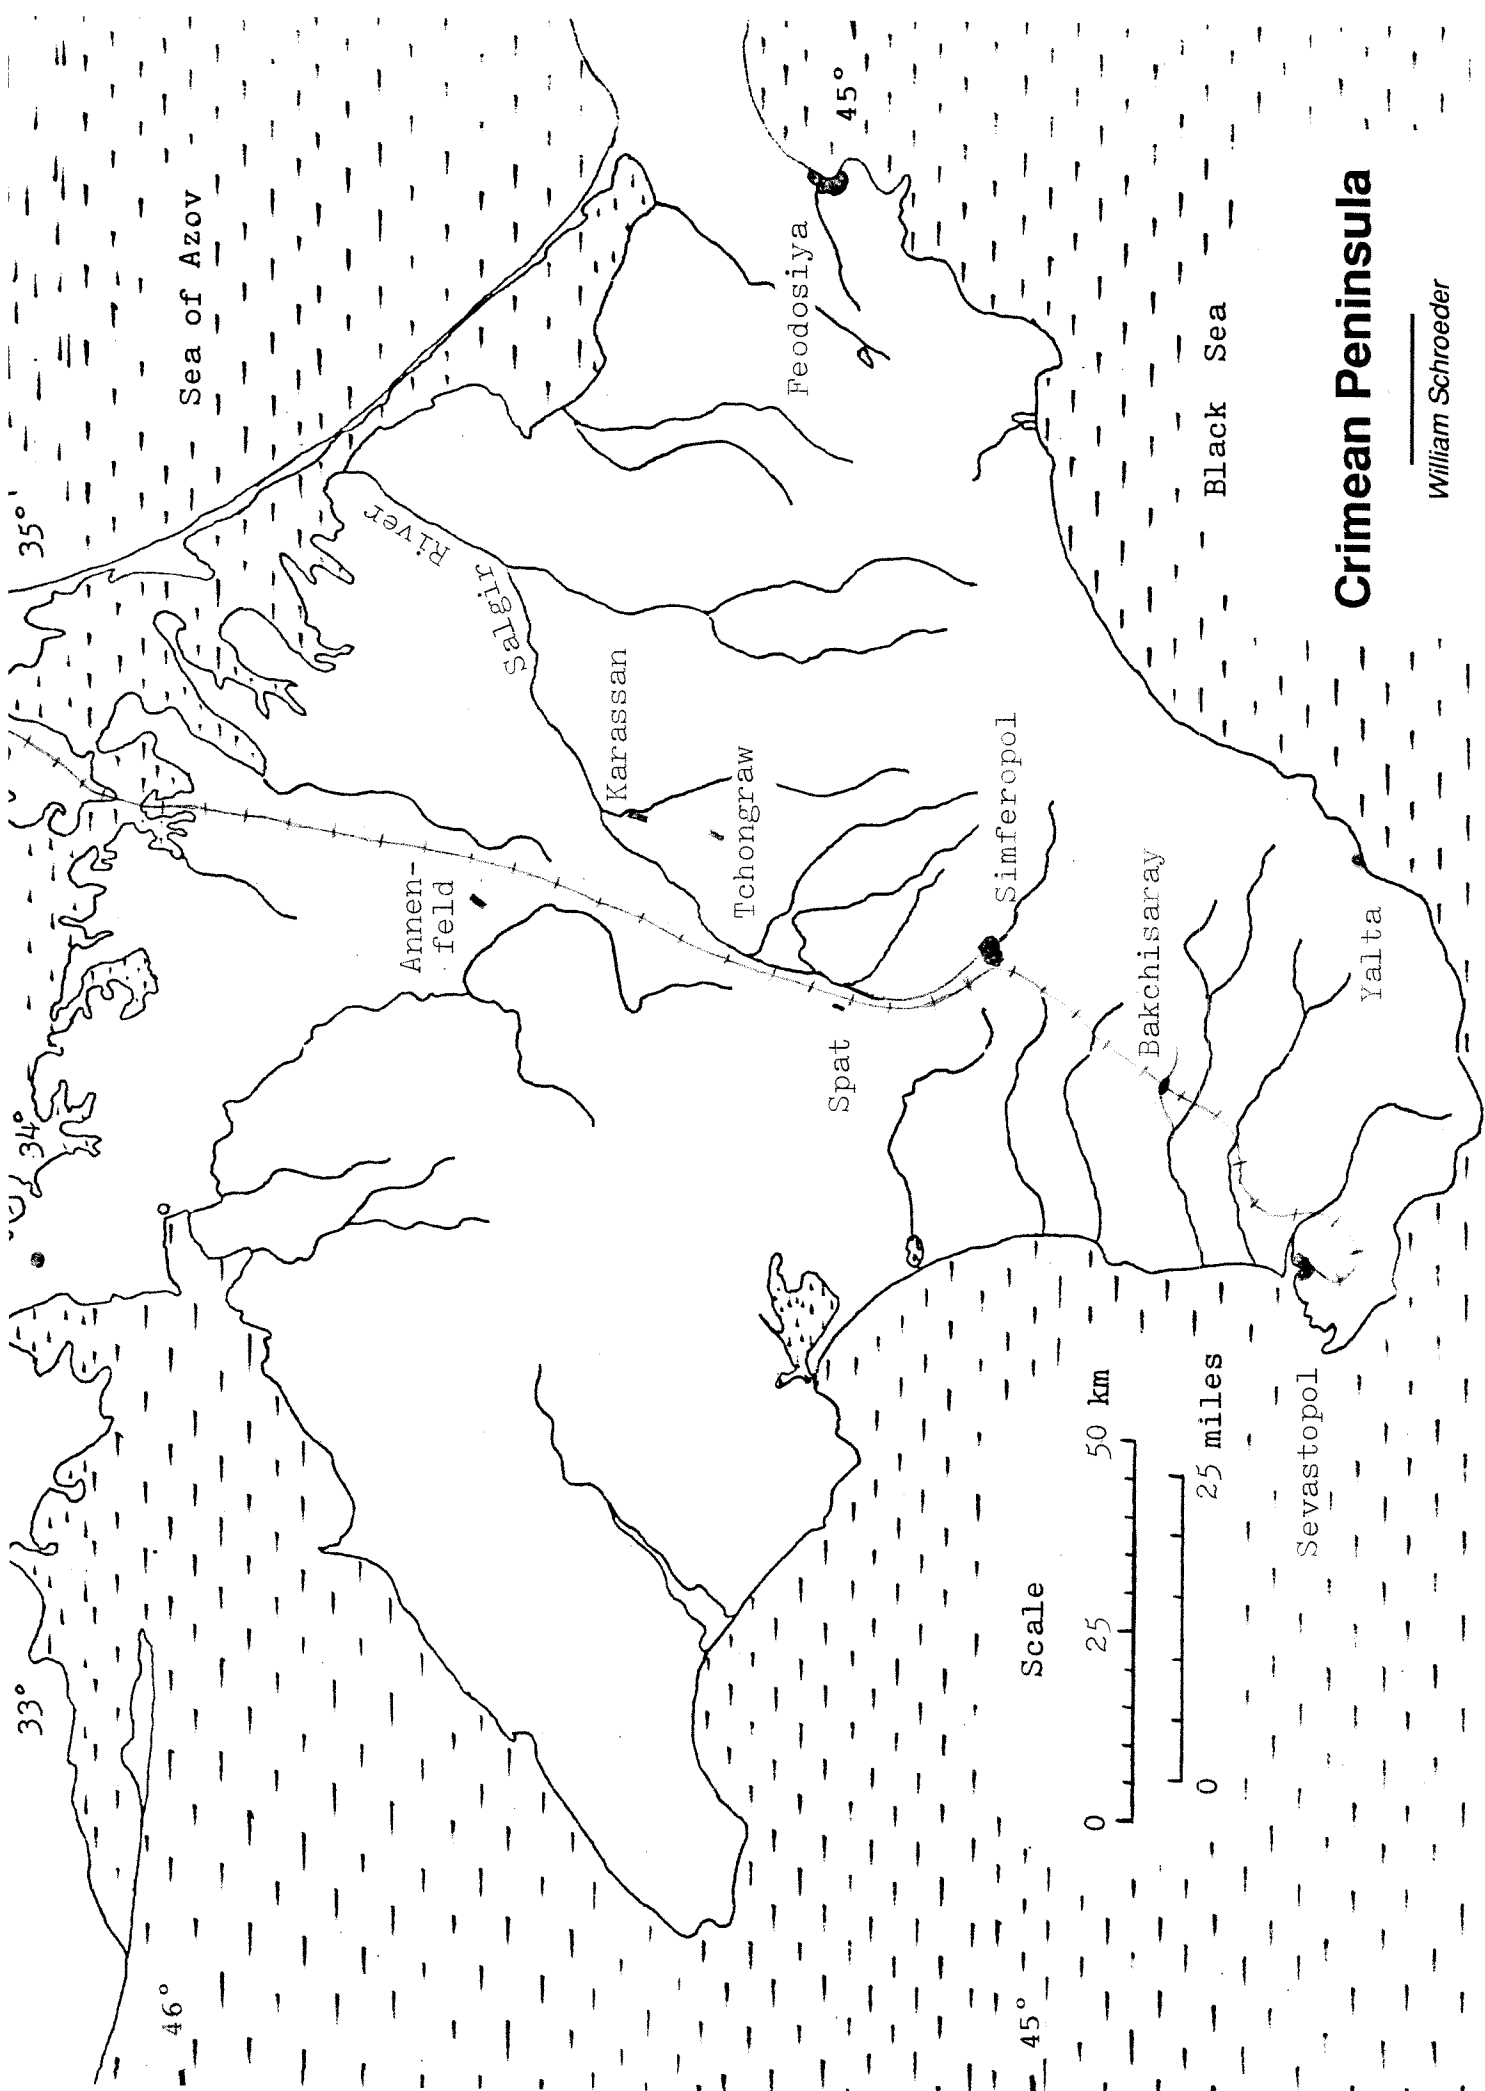 33°
34°
35°
46°
Sea of Azov
Salgir River
Annen-
feld
Karassan
Tchongraw
Spat
Simferopol
Feodosiya
45°
45°
Bakchisaray
Yalta
Sevastopol
Black Sea
Scale
0 25 50 km
0 25 miles
Crimean Peninsula
William Schroeder